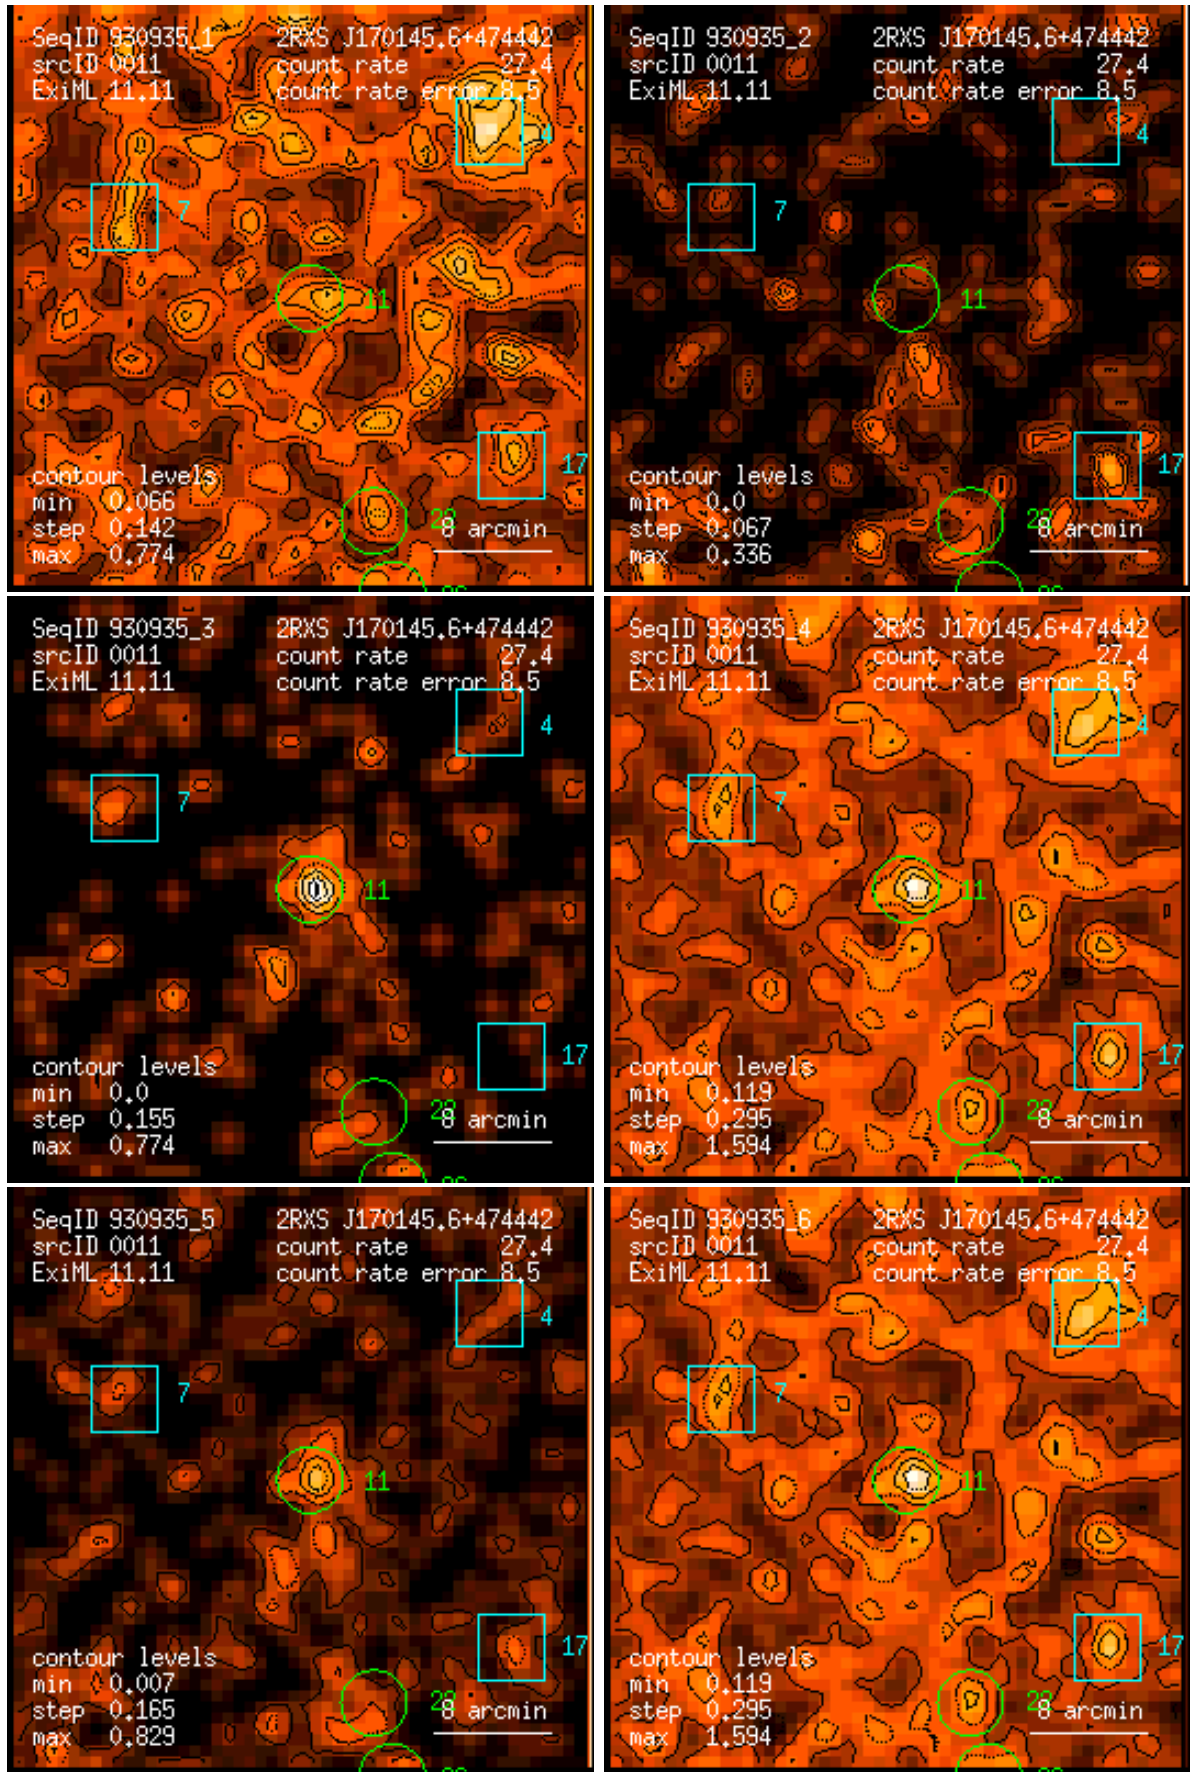 SeqID 930935_1 2RXS J170145.6+474442
srcID 0011 count rate 27.4
ExiML 11.11 count rate error 8.5
4
7
11
17
contour levels
min 0.066
step 0.142 8 arcmin
max 0.774
SeqID 930935_2 2RXS J170145.6+474442
srcID 0011 count rate 27.4
ExiML 11.11 count rate error 8.5
4
7
11
17
contour levels
min 0.0
step 0.067 8 arcmin
max 0.336
SeqID 930935_3 2RXS J170145.6+474442
srcID 0011 count rate 27.4
ExiML 11.11 count rate error 8.5
4
7
11
17
contour levels
min 0.0
step 0.155 8 arcmin
max 0.774
SeqID 930935_4 2RXS J170145.6+474442
srcID 0011 count rate 27.4
ExiML 11.11 count rate error 8.5
4
7
11
17
contour levels
min 0.119
step 0.295 8 arcmin
max 1.594
SeqID 930935_5 2RXS J170145.6+474442
srcID 0011 count rate 27.4
ExiML 11.11 count rate error 8.5
4
7
11
17
contour levels
min 0.007
step 0.165 8 arcmin
max 0.829
SeqID 930935_6 2RXS J170145.6+474442
srcID 0011 count rate 27.4
ExiML 11.11 count rate error 8.5
4
7
11
17
contour levels
min 0.119
step 0.295 8 arcmin
max 1.594